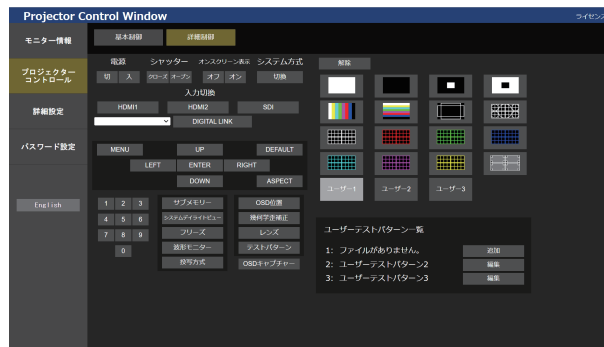 Projector Control Window
ライセンス
モニター情報
プロジェクター
コントロール
詳細設定
パスワード設定
English
基本制御
詳細制御
電源
シャッター
オンスクリーン表示
システム方式
切
入
クローズ
オープン
オフ
オン
切換
入力切換
HDMI1
HDMI2
SDI
DIGITAL LINK
MENU
UP
DEFAULT
LEFT
ENTER
RIGHT
DOWN
ASPECT
1
2
3
4
5
6
7
8
9
0
サブメモリー
システムデイライトビュー
フリーズ
波形モニター
投写方式
OSD位置
幾何学歪補正
レンズ
テストパターン
OSDキャプチャー
解除
ユーザー1
ユーザー2
ユーザー3
ユーザーテストパターン一覧
1: ファイルがありません。
追加
2: ユーザーテストパターン2
編集
3: ユーザーテストパターン3
編集